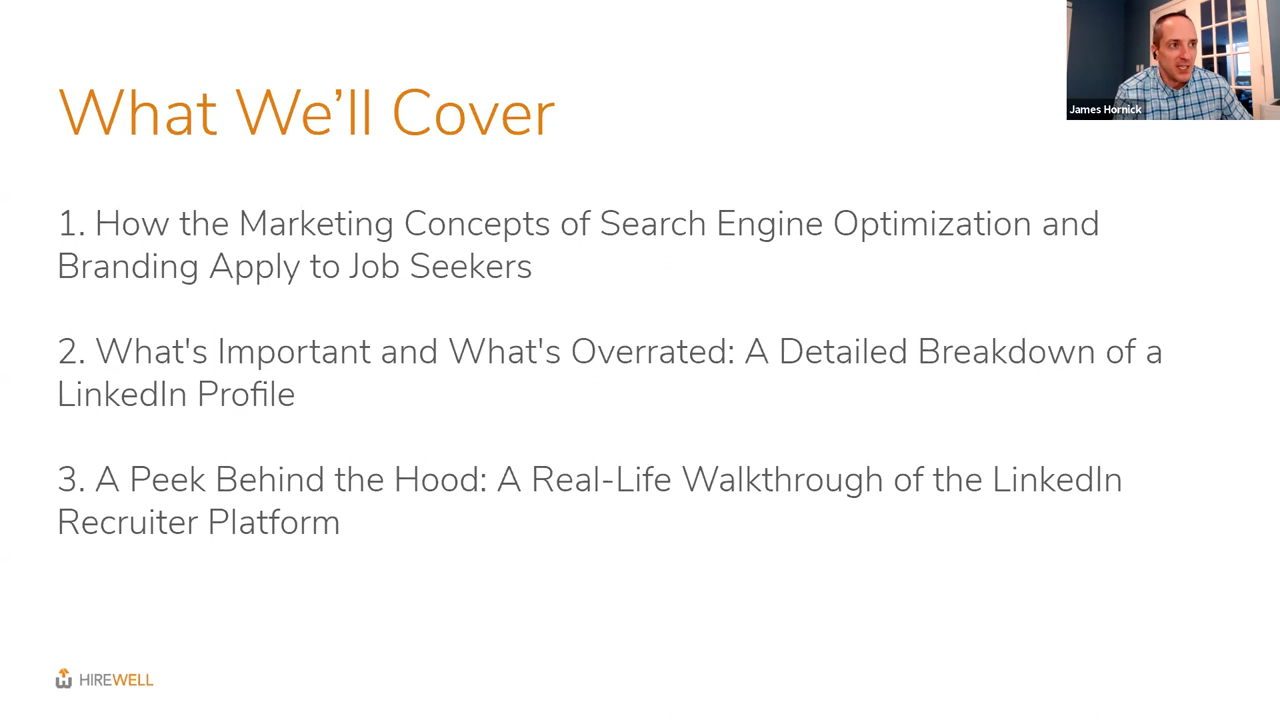 James Hornick
What We’ll Cover
1. How the Marketing Concepts of Search Engine Optimization and
Branding Apply to Job Seekers
2. What's Important and What's Overrated: A Detailed Breakdown of a
LinkedIn Profile
3. A Peek Behind the Hood: A Real-Life Walkthrough of the LinkedIn
Recruiter Platform
HIREWELL